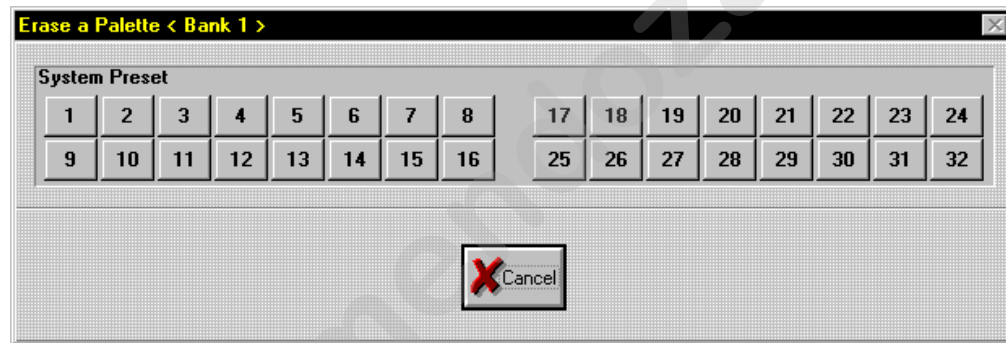 Erase a Palette < Bank 1 >
System Preset
1 2 3 4 5 6 7 8 17 18 19 20 21 22 23 24
9 10 11 12 13 14 15 16 25 26 27 28 29 30 31 32
Cancel